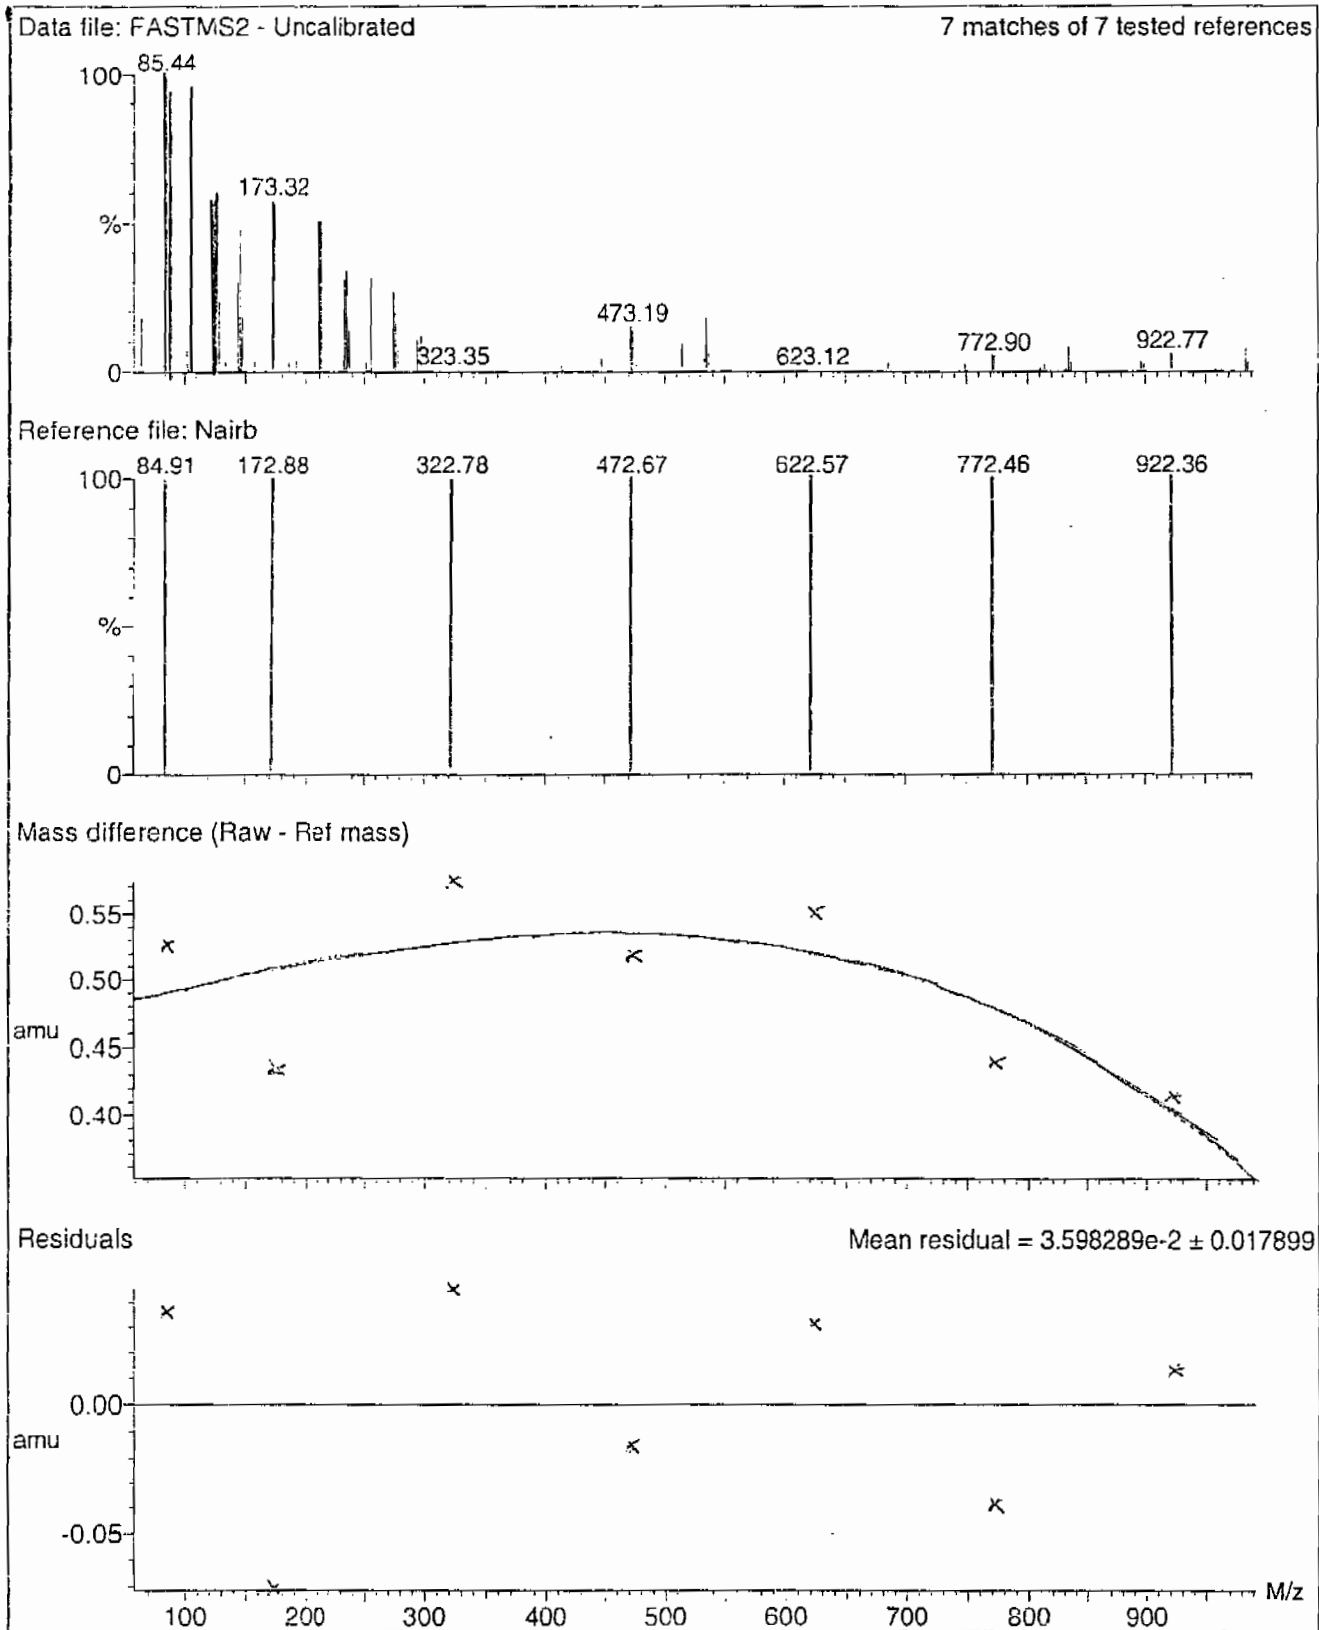 Data file: FASTMS2 - Uncalibrated 7 matches of 7 tested references
85.44
100
173.32
%
473.19
323.35 623.12 772.90 922.77
0
Reference file: Nairb
84.91 172.88 322.78 472.67 622.57 772.46 922.36
100
%
0
Mass difference (Raw - Ref mass)
0.55
0.50
amu
0.45
0.40
Residuals Mean residual = 3.598289e-2 ± 0.017899
0.00
amu
-0.05
M/z
100 200 300 400 500 600 700 800 900